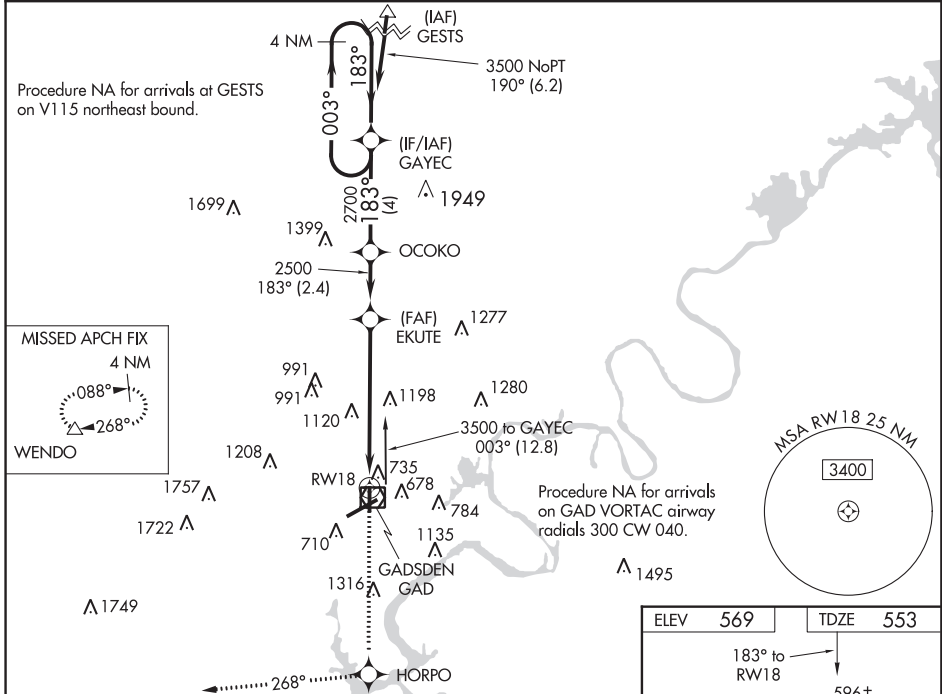 (IAF)
GESTS
4 NM
183°
003°
3500 NoPT
190° (6.2)
Procedure NA for arrivals at GESTS
on V115 northeast bound.
(IF/IAF)
GAYEC
2700
183°
(4)
1949
1699
1399
OCOKO
2500
183° (2.4)
(FAF)
EKUTE
1277
MISSED APCH FIX
4 NM
088°
268°
WENDO
991
991
1198
1280
1120
3500 to GAYEC
003° (12.8)
1208
RW18
735
678
1757
784
1722
710
1135
Procedure NA for arrivals
on GAD VORTAC airway
radials 300 CW 040.
MSA RW18 25 NM
3400
GADSDEN
GAD
1316
1495
1749
HORPO
268°
ELEV 569
TDZE 553
183° to
RW18
596±